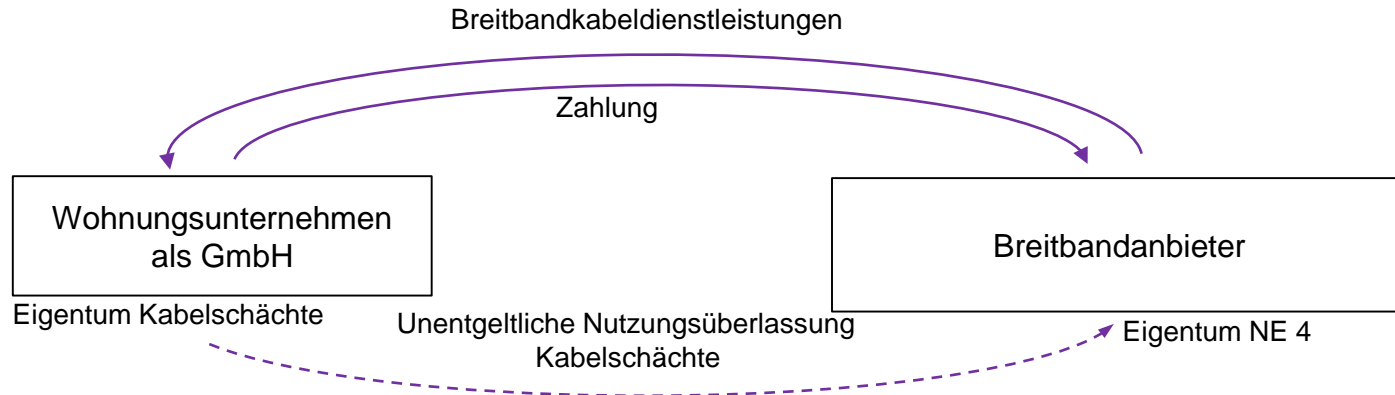 Breitbandkabeldienstleistungen
Zahlung
Wohnungsunternehmen
als GmbH
Breitbandanbieter
Eigentum Kabelschächte
Unentgeltliche Nutzungsüberlassung
Kabelschächte
Eigentum NE 4